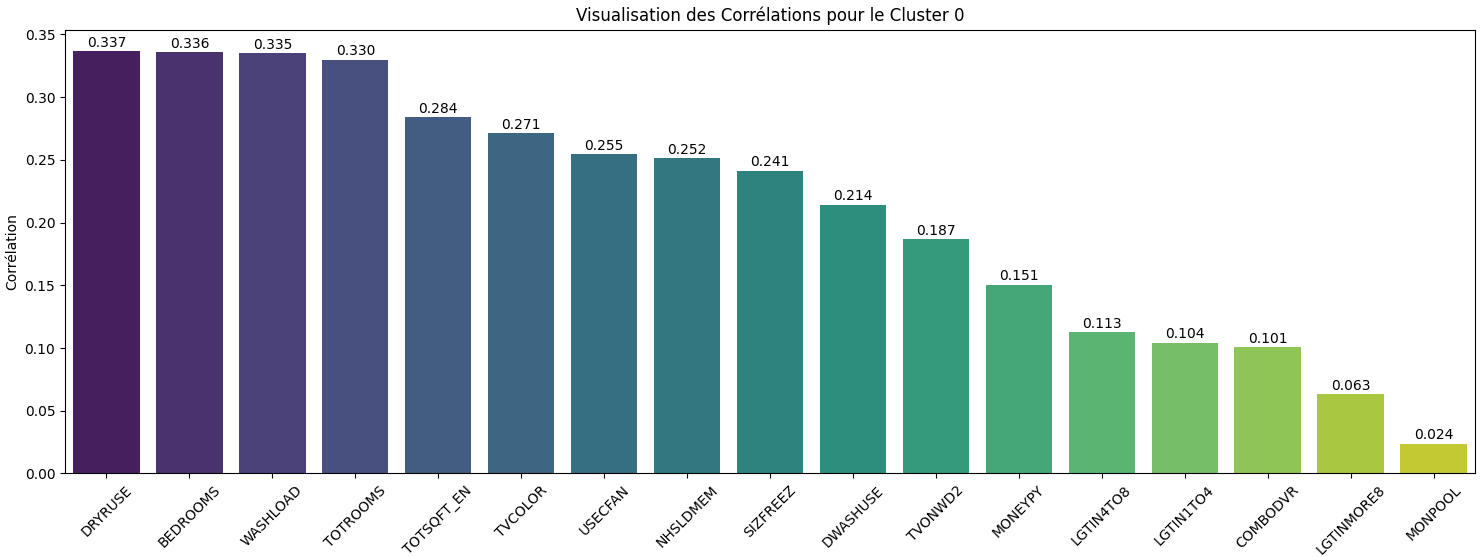 Visualisation des Corrélations pour le Cluster 0
Corrélation
0.35
0.30
0.25
0.20
0.15
0.10
0.05
0.00
0.337
0.336
0.335
0.330
0.284
0.271
0.255
0.252
0.241
0.214
0.187
0.151
0.113
0.104
0.101
0.063
0.024
DRYRUSE
BEDROOMS
WASHLOAD
TOTROOMS
TOTSQFT_EN
TVCOLOR
USECFAN
NHSLDMEM
SIZFREEZ
DWASHUSE
TVONWD2
MONEYPY
LGTIN4TO8
LGTIN1TO4
COMBODVR
LGTINMORE8
MONPOOL